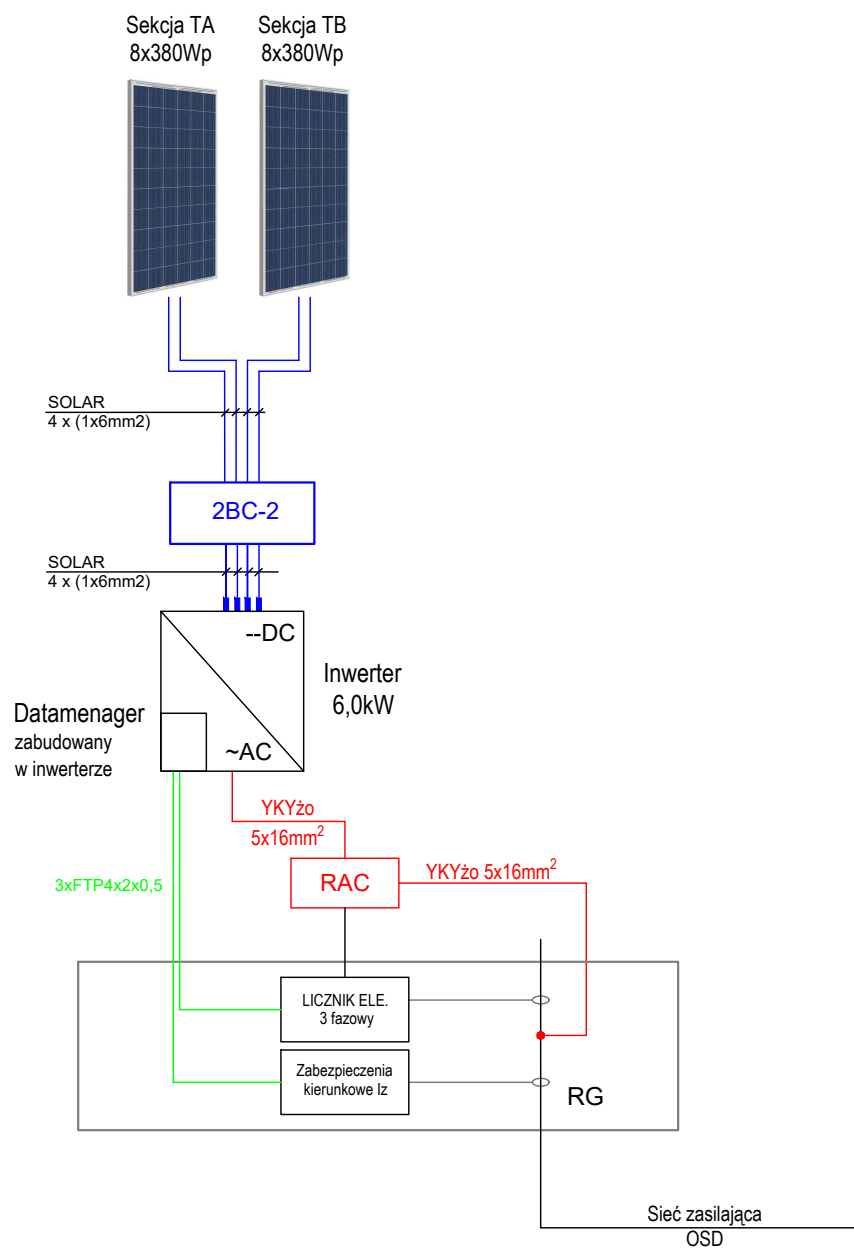 Sekcja TA
8x380Wp
Sekcja TB
8x380Wp
SOLAR
4 x (1x6mm2)
2BC-2
SOLAR
4 x (1x6mm2)
--DC
~AC
Inwerter
6,0kW
Datamenager
zabudowany
w inwerterze
YKYżo
5x16mm²
RAC
YKYżo 5x16mm²
3xFTP4x2x0,5
LICZNIK ELE.
3 fazowy
Zabezpieczenia
kierunkowe Iz
RG
Sieć zasilająca
OSD